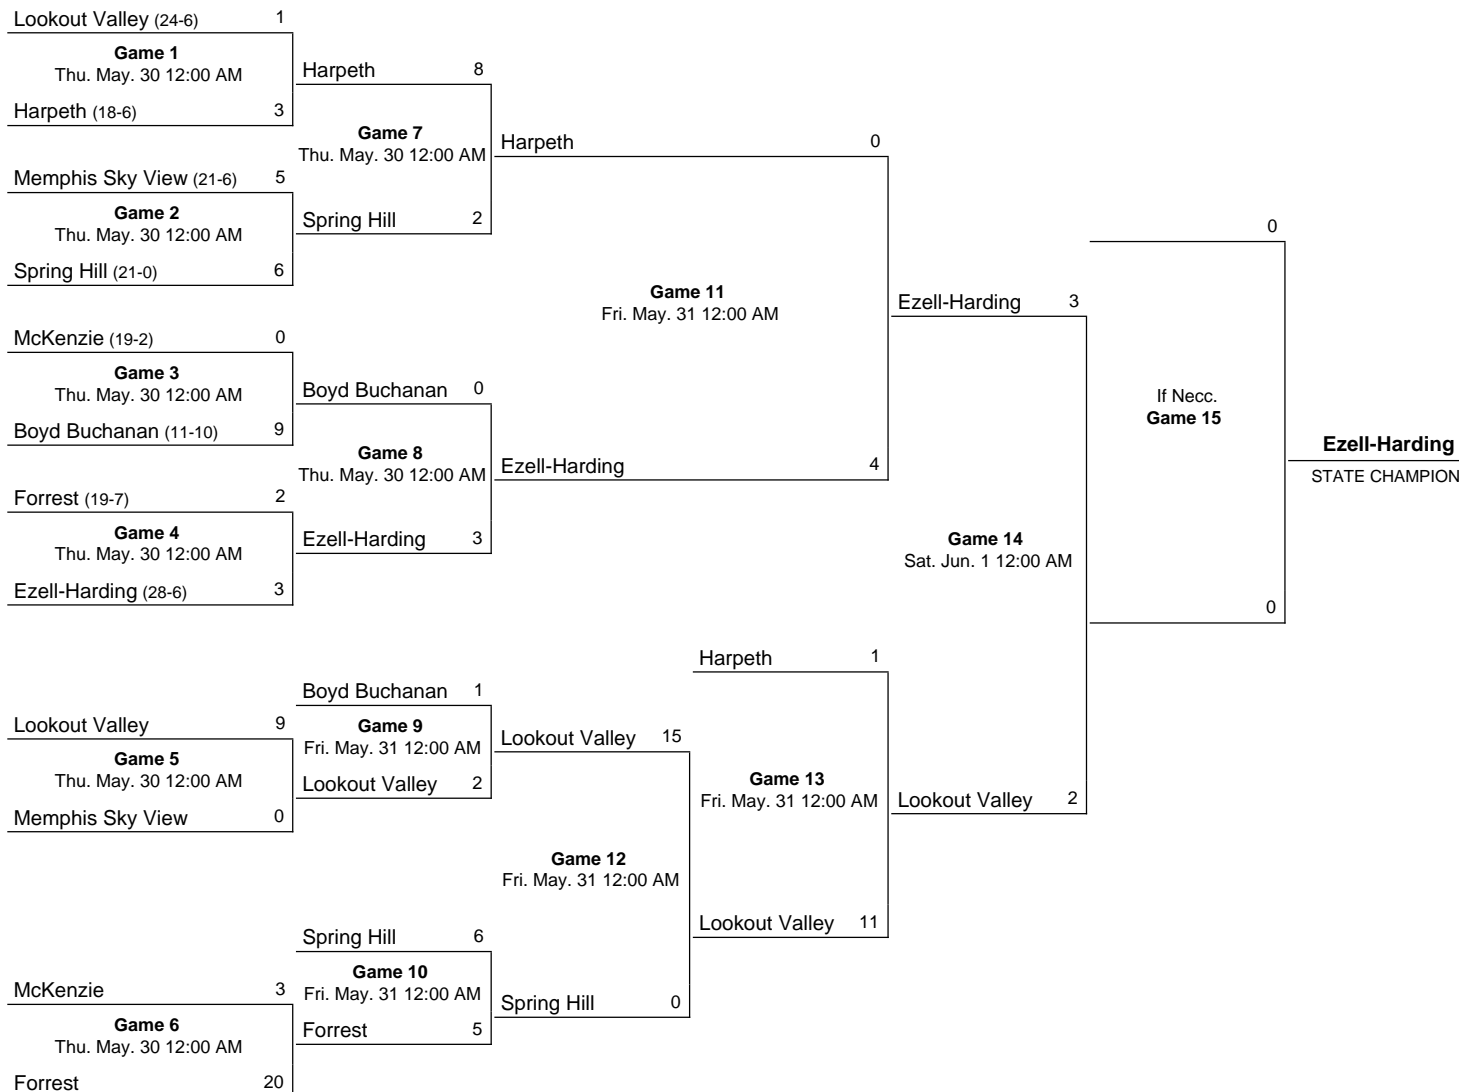 Lookout Valley (24-6) 1
Game 1
Thu. May. 30 12:00 AM
Harpeth (18-6) 3
Memphis Sky View (21-6) 5
Game 2
Thu. May. 30 12:00 AM
Spring Hill (21-0) 6
McKenzie (19-2) 0
Game 3
Thu. May. 30 12:00 AM
Boyd Buchanan (11-10) 9
Forrest (19-7) 2
Game 4
Thu. May. 30 12:00 AM
Ezell-Harding (28-6) 3
Lookout Valley 9
Game 5
Thu. May. 30 12:00 AM
Memphis Sky View 0
McKenzie 3
Game 6
Thu. May. 30 12:00 AM
Forrest 20
Harpeth 8
Game 7
Thu. May. 30 12:00 AM
Spring Hill 2
Boyd Buchanan 0
Game 8
Thu. May. 30 12:00 AM
Ezell-Harding 3
Boyd Buchanan 1
Game 9
Fri. May. 31 12:00 AM
Lookout Valley 2
Spring Hill 6
Game 10
Fri. May. 31 12:00 AM
Forrest 5
Harpeth 0
Game 11
Fri. May. 31 12:00 AM
Ezell-Harding 4
Lookout Valley 15
Game 12
Fri. May. 31 12:00 AM
Spring Hill 0
Harpeth 1
Game 13
Fri. May. 31 12:00 AM
Lookout Valley 11
Ezell-Harding 3
Game 14
Sat. Jun. 1 12:00 AM
Lookout Valley 2
0
If Necc.
Game 15
0
Ezell-Harding
STATE CHAMPION